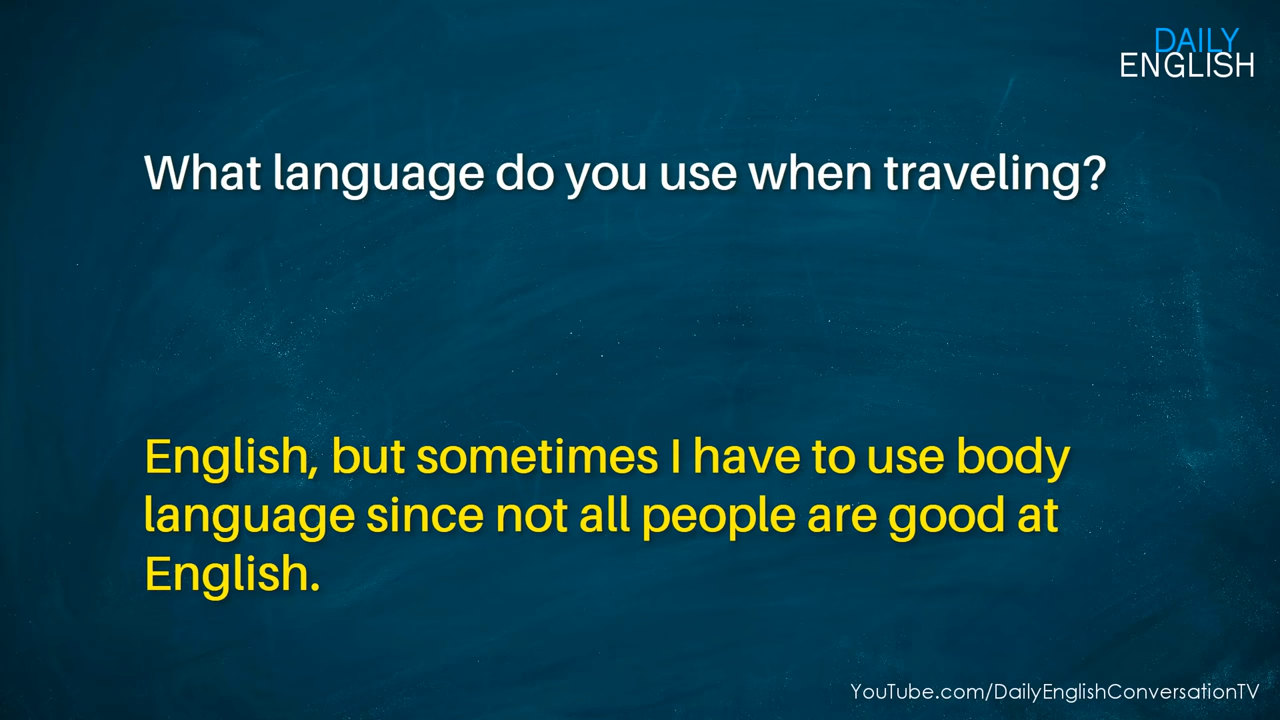 DAILY
ENGLISH
What language do you use when traveling?
English, but sometimes I have to use body
language since not all people are good at
English.
YouTube.com/DailyEnglishConversationTV